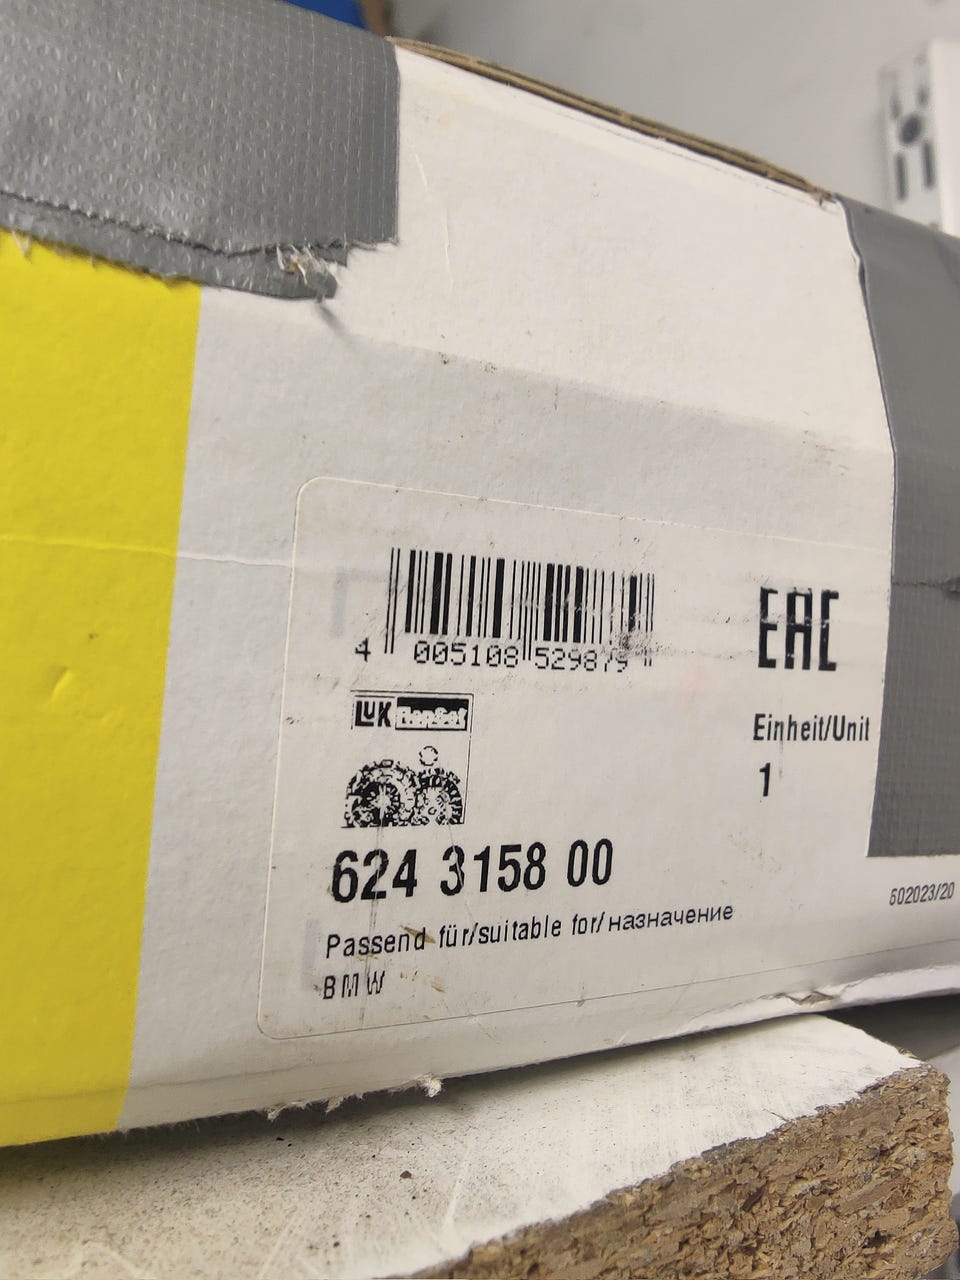 4 005108 529879
EAC
LuK RepSet
Einheit/Unit
1
624 3158 00
602023/20
Passend für/suitable for/назначение
BMW